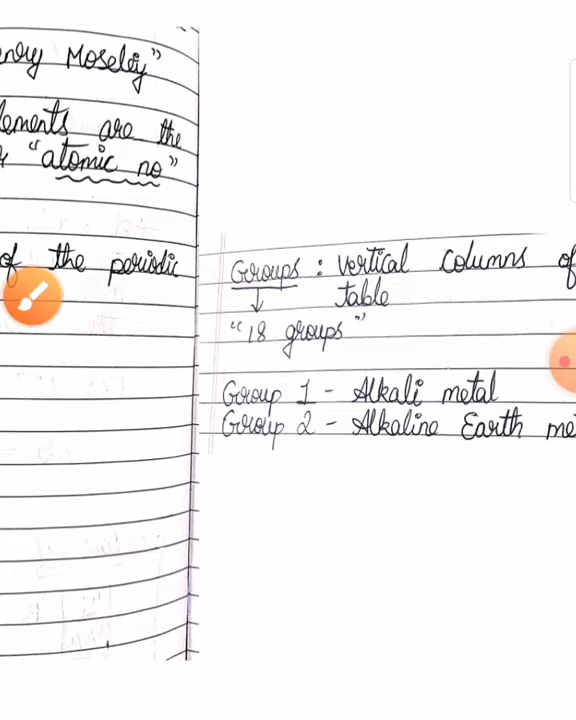 enry Moseley"
lements are the
"atomic no"
of the periodic
Groups : vertical columns of
↓ table
"18 groups"
Group 1 - Alkali metal
Group 2 - Alkaline Earth me